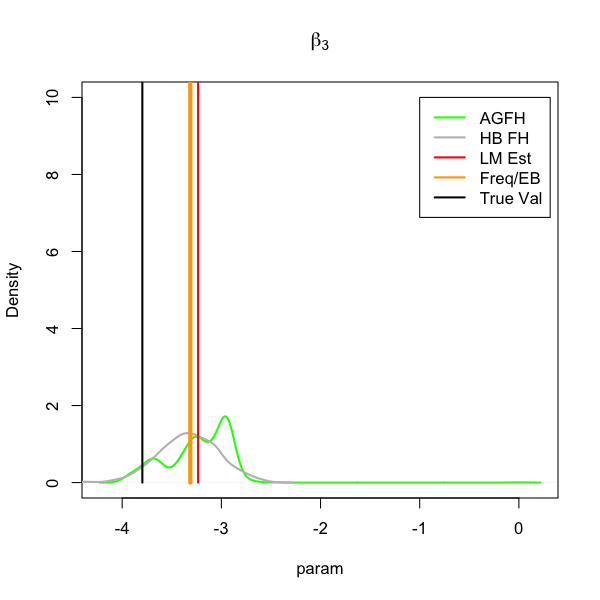 β3
10
8
6
4
2
0
Density
-4
-3
-2
-1
0
param
AGFH
HB FH
LM Est
Freq/EB
True Val